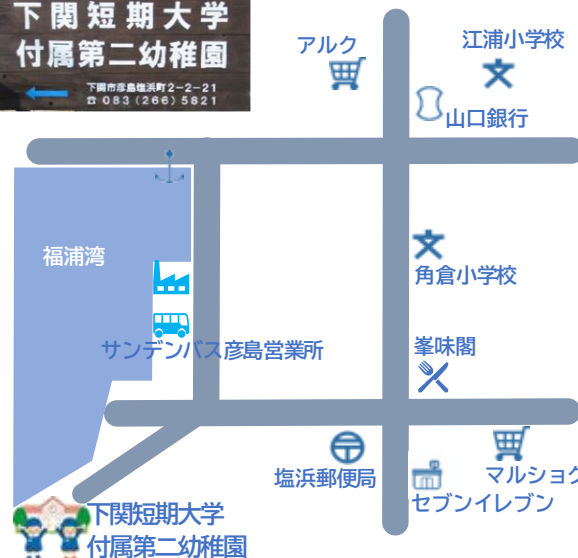 下関短期大学
付属第二幼稚園
下関市彦島塩浜町2-2-21
☎083(266)5821
アルク
江浦小学校
山口銀行
福浦湾
角倉小学校
サンデンバス彦島営業所
峯味閣
塩浜郵便局
マルショク
セブンイレブン
下関短期大学
付属第二幼稚園